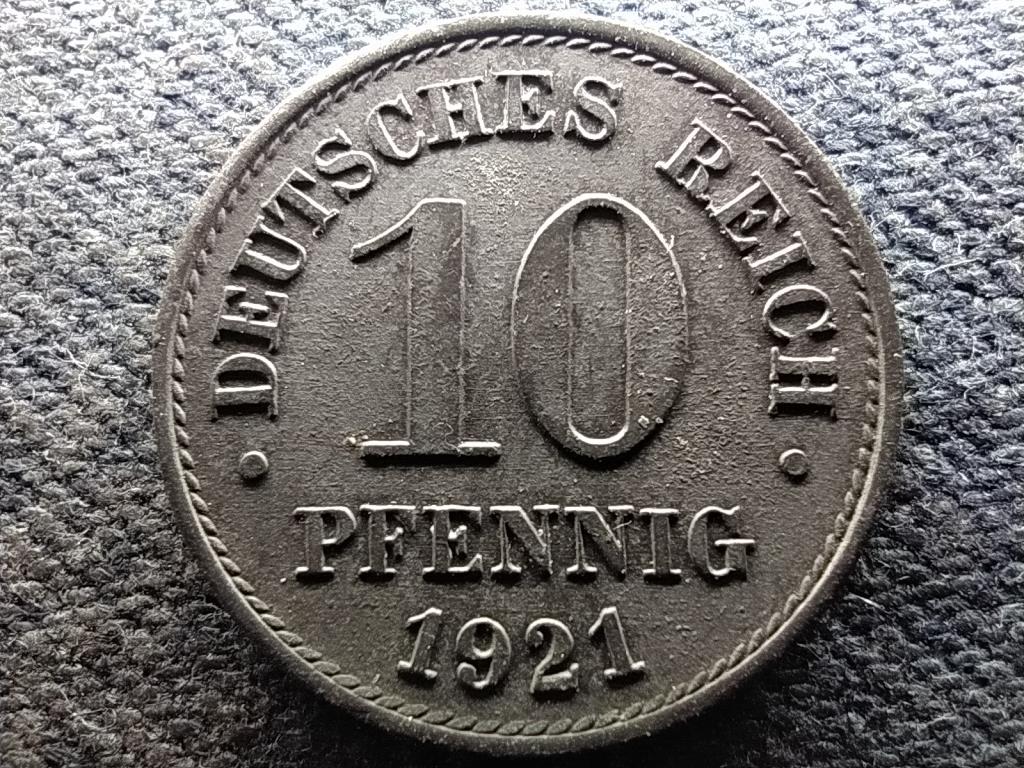 · DEUTSCHES REICH ·
10
PFENNIG
1921